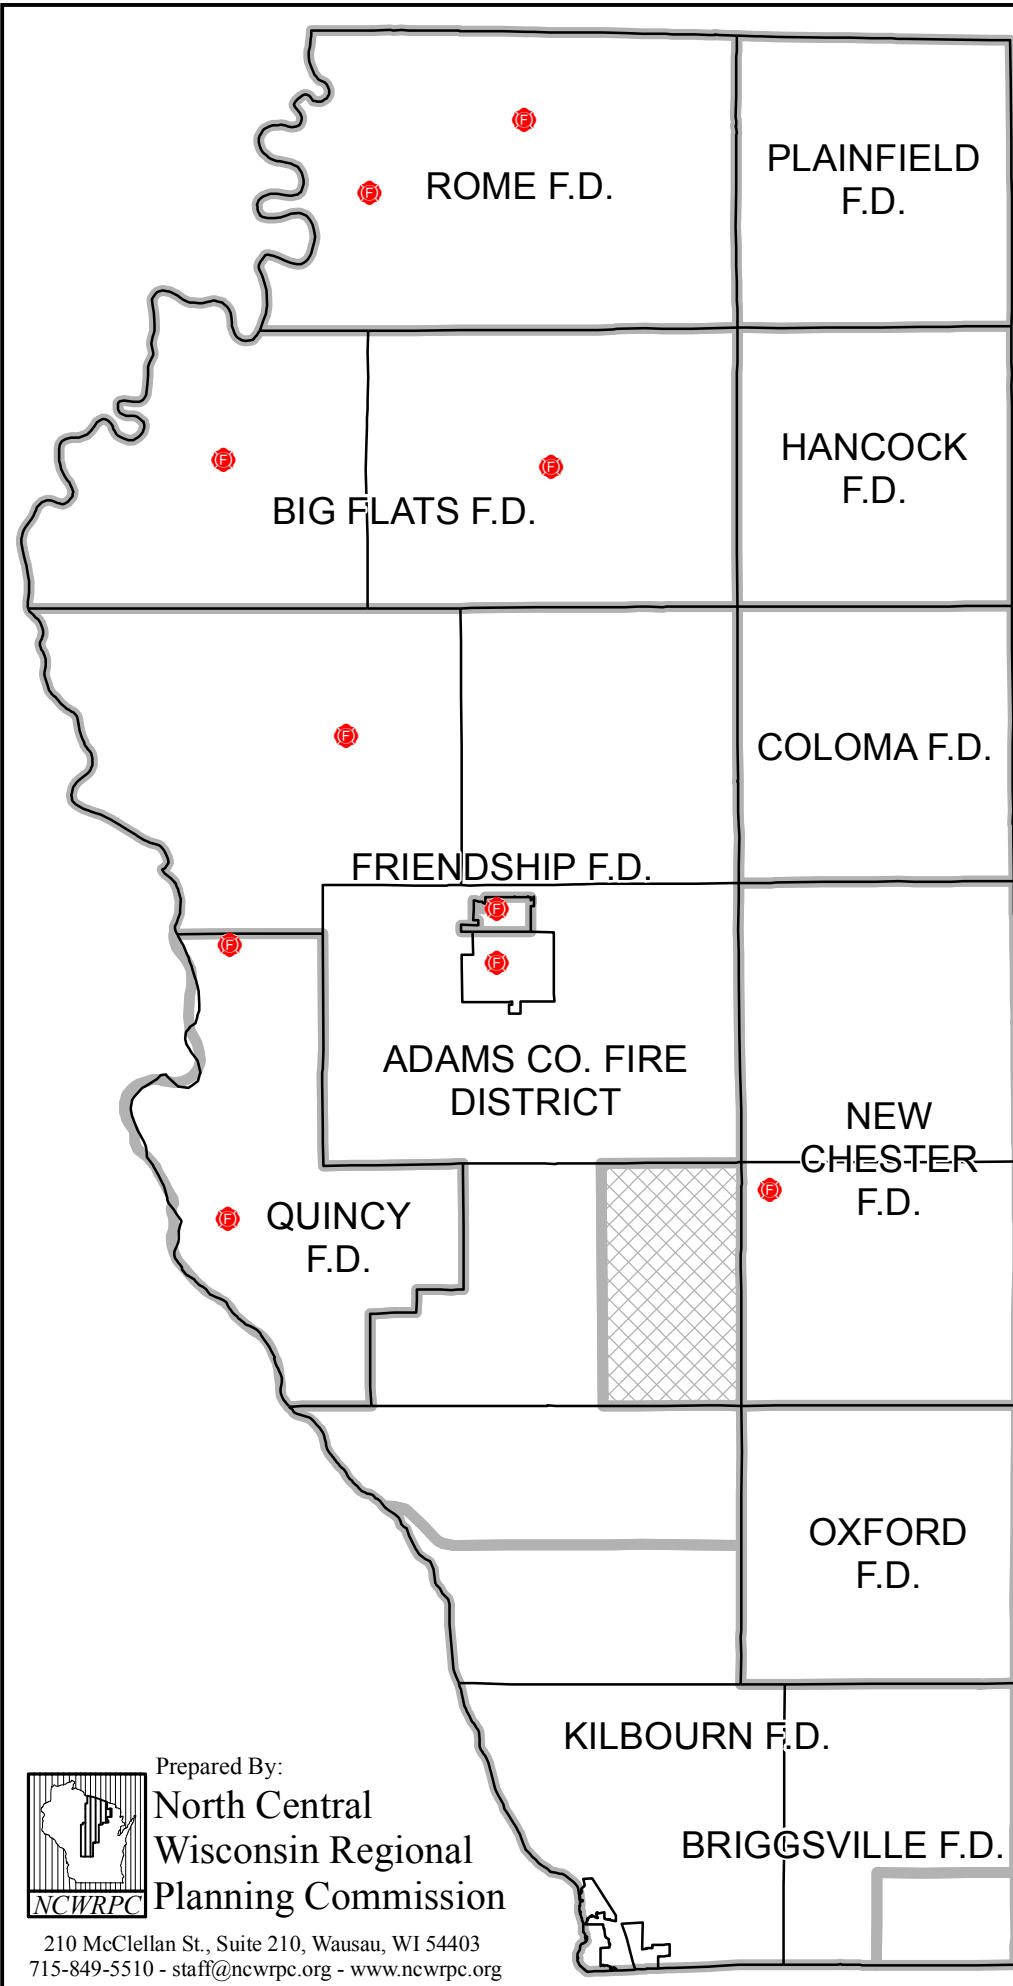 ROME F.D.
PLAINFIELD
F.D.
BIG FLATS F.D.
HANCOCK
F.D.
COLOMA F.D.
FRIENDSHIP F.D.
ADAMS CO. FIRE
DISTRICT
NEW
CHESTER
F.D.
QUINCY
F.D.
OXFORD
F.D.
KILBOURN F.D.
BRIGGSVILLE F.D.
Prepared By:
North Central
Wisconsin Regional
Planning Commission
NCWRPC
210 McClellan St., Suite 210, Wausau, WI 54403
715-849-5510 - staff@ncwrpc.org - www.ncwrpc.org
F
F
F
F
F
F
F
F
F
F